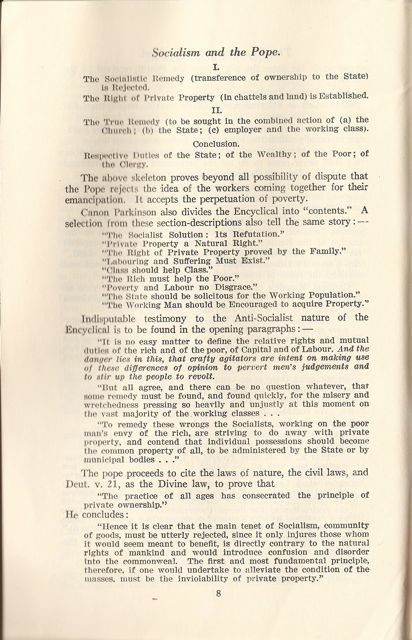 Socialism and the Pope.
I.
The Socialistic Remedy (transference of ownership to the State)
is Rejected.
The Right of Private Property (in chattels and land) is Established.
II.
The True Remedy (to be sought in the combined action of (a) the
Church; (b) the State; (c) employer and the working class).
Conclusion.
Respective Duties of the State; of the Wealthy; of the Poor; of
the Clergy.
The above skeleton proves beyond all possibility of dispute that
the Pope rejects the idea of the workers coming together for their
emancipation. It accepts the perpetuation of poverty.
Canon Parkinson also divides the Encyclical into "contents." A
selection from these section-descriptions also tell the same story:—
"The Socialist Solution: Its Refutation."
"Private Property a Natural Right."
"The Right of Private Property proved by the Family."
"Labouring and Suffering Must Exist."
"Class should help Class."
"The Rich must help the Poor."
"Poverty and Labour no Disgrace."
"The State should be solicitous for the Working Population."
"The Working Man should be Encouraged to acquire Property."
Indisputable testimony to the Anti-Socialist nature of the
Encyclical is to be found in the opening paragraphs:—
"It is no easy matter to define the relative rights and mutual
duties of the rich and of the poor, of Capital and of Labour. And the
danger lies in this, that crafty agitators are intent on making use
of these differences of opinion to pervert men's judgements and
to stir up the people to revolt.
"But all agree, and there can be no question whatever, that
some remedy must be found, and found quickly, for the misery and
wretchedness pressing so heavily and unjustly at this moment on
the vast majority of the working classes . . .
"To remedy these wrongs the Socialists, working on the poor
man's envy of the rich, are striving to do away with private
property, and contend that individual possessions should become
the common property of all, to be administered by the State or by
municipal bodies . . ."
The pope proceeds to cite the laws of nature, the civil laws, and
Deut. v. 21, as the Divine law, to prove that
"The practice of all ages has consecrated the principle of
private ownership."
He concludes:
"Hence it is clear that the main tenet of Socialism, community
of goods, must be utterly rejected, since it only injures those whom
it would seem meant to benefit, is directly contrary to the natural
rights of mankind and would introduce confusion and disorder
into the commonweal. The first and most fundamental principle,
therefore, if one would undertake to alleviate the condition of the
masses, must be the inviolability of private property."
8